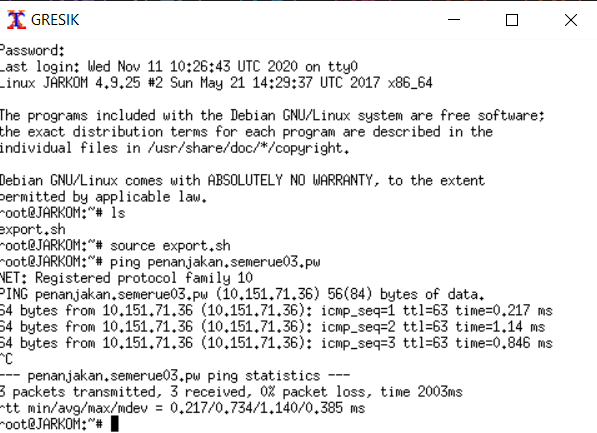 GRESIK
Password:
Last login: Wed Nov 11 10:26:43 UTC 2020 on tty0
Linux JARKOM 4.9.25 #2 Sun May 21 14:29:37 UTC 2017 x86_64
The programs included with the Debian GNU/Linux system are free software;
the exact distribution terms for each program are described in the
individual files in /usr/share/doc/*/copyright.
Debian GNU/Linux comes with ABSOLUTELY NO WARRANTY, to the extent
permitted by applicable law.
root@JARKOM:~# ls
export.sh
root@JARKOM:~# source export.sh
root@JARKOM:~# ping penanjakan.semerue03.pw
NET: Registered protocol family 10
PING penanjakan.semerue03.pw (10.151.71.36) 56(84) bytes of data.
64 bytes from 10.151.71.36 (10.151.71.36): icmp_seq=1 ttl=63 time=0.217 ms
64 bytes from 10.151.71.36 (10.151.71.36): icmp_seq=2 ttl=63 time=1.14 ms
64 bytes from 10.151.71.36 (10.151.71.36): icmp_seq=3 ttl=63 time=0.846 ms
^C
--- penanjakan.semerue03.pw ping statistics ---
3 packets transmitted, 3 received, 0% packet loss, time 2003ms
rtt min/avg/max/mdev = 0.217/0.734/1.140/0.385 ms
root@JARKOM:~#